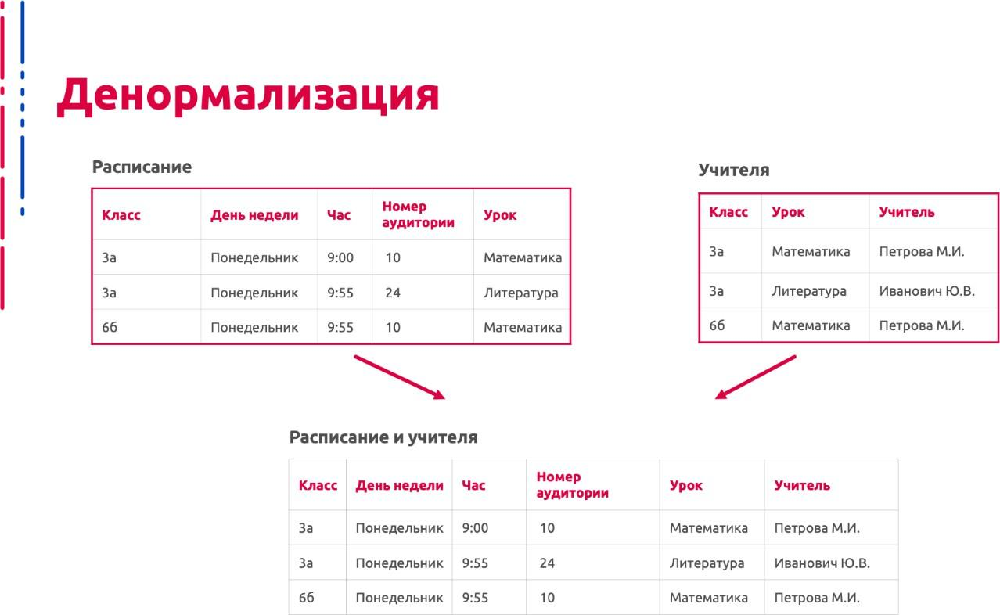 Денормализация
Расписание
Класс День недели Час Номер аудитории Урок
3а Понедельник 9:00 10 Математика
3а Понедельник 9:55 24 Литература
6б Понедельник 9:55 10 Математика
Учителя
Класс Урок Учитель
3а Математика Петрова М.И.
3а Литература Иванович Ю.В.
6б Математика Петрова М.И.
Расписание и учителя
Класс День недели Час Номер аудитории Урок Учитель
3а Понедельник 9:00 10 Математика Петрова М.И.
3а Понедельник 9:55 24 Литература Иванович Ю.В.
6б Понедельник 9:55 10 Математика Петрова М.И.